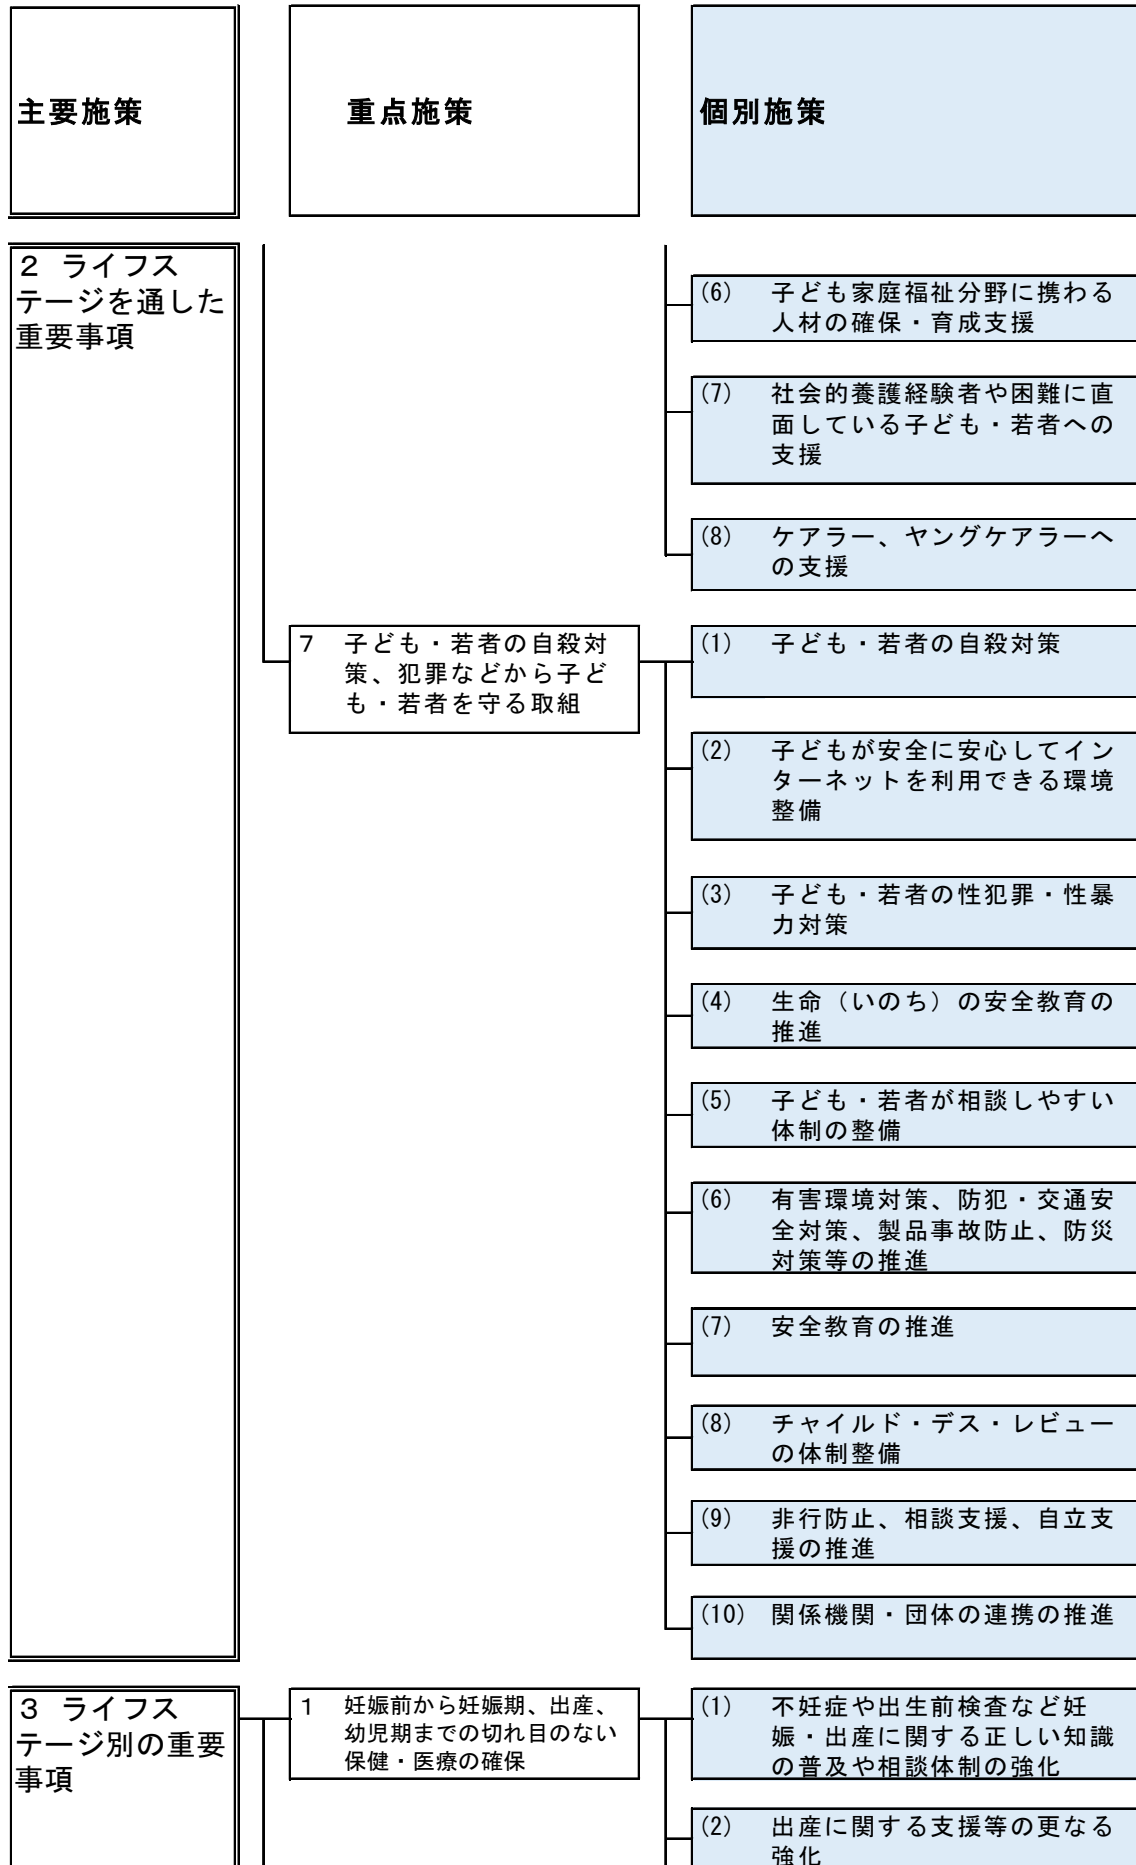 主要施策
重点施策
個別施策
２　ライフス
テージを通した
重要事項
(6)　子ども家庭福祉分野に携わる
人材の確保・育成支援
(7)　社会的養護経験者や困難に直
面している子ども・若者への
支援
(8)　ケアラー、ヤングケアラーへ
の支援
７　子ども・若者の自殺対
策、犯罪などから子ど
も・若者を守る取組
(1)　子ども・若者の自殺対策
(2)　子どもが安全に安心してイン
ターネットを利用できる環境
整備
(3)　子ども・若者の性犯罪・性暴
力対策
(4)　生命（いのち）の安全教育の
推進
(5)　子ども・若者が相談しやすい
体制の整備
(6)　有害環境対策、防犯・交通安
全対策、製品事故防止、防災
対策等の推進
(7)　安全教育の推進
(8)　チャイルド・デス・レビュー
の体制整備
(9)　非行防止、相談支援、自立支
援の推進
(10)　関係機関・団体の連携の推進
３　ライフス
テージ別の重要
事項
１　妊娠前から妊娠期、出産、
幼児期までの切れ目のない
保健・医療の確保
(1)　不妊症や出生前検査など妊
娠・出産に関する正しい知識
の普及や相談体制の強化
(2)　出産に関する支援等の更なる
強化